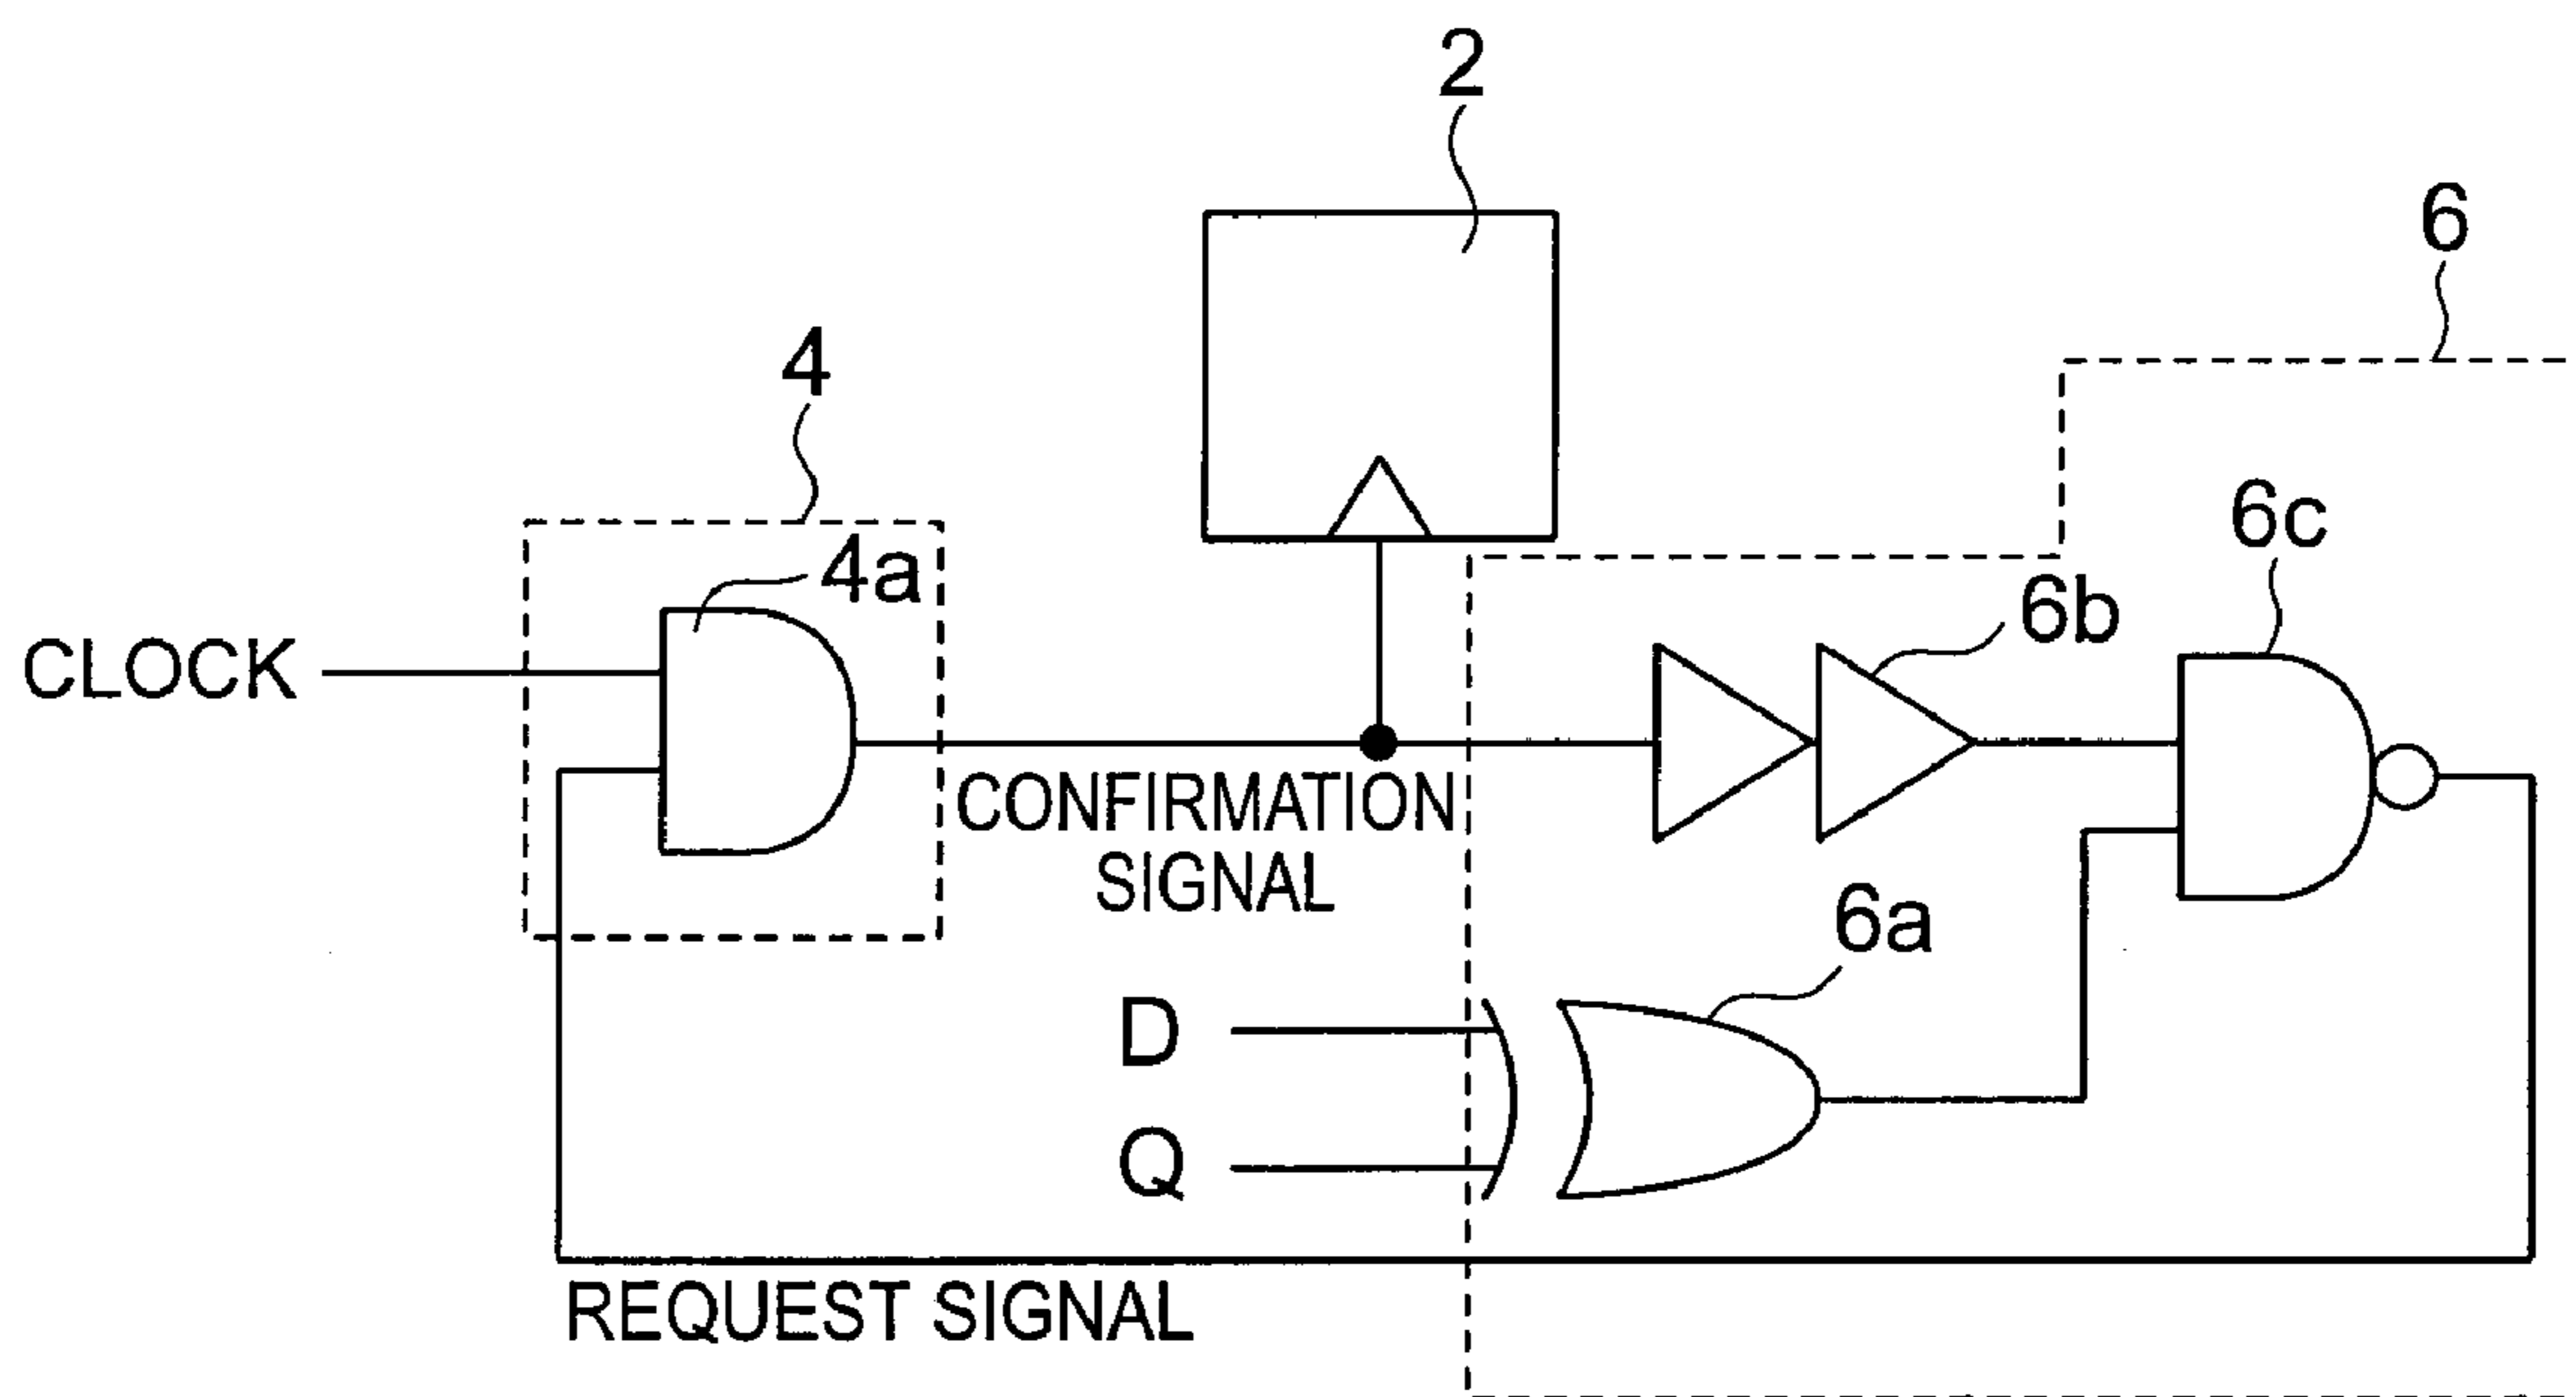 2
6
4
4a
6c
6b
CLOCK
CONFIRMATION
SIGNAL
6a
D
Q
REQUEST SIGNAL